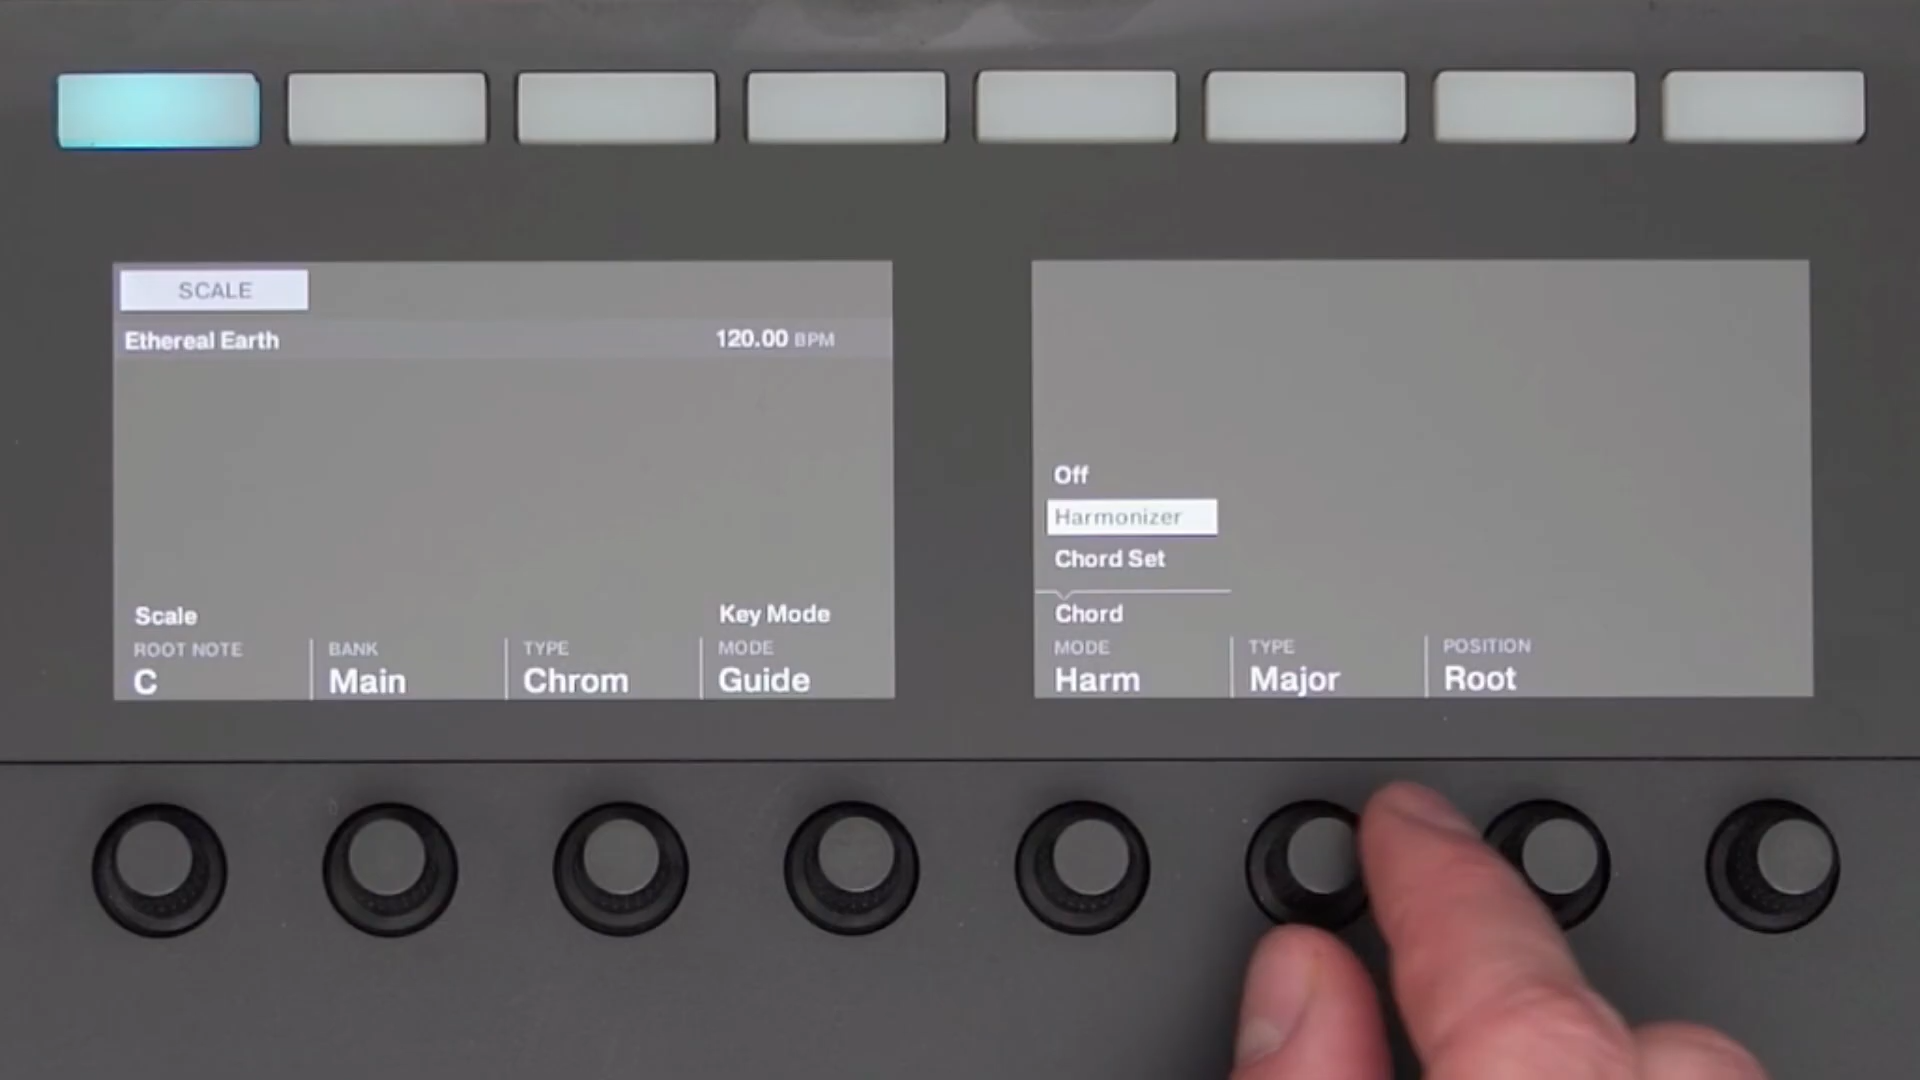 SCALE
Ethereal Earth
120.00 BPM
Scale
Key Mode
ROOT NOTE
BANK
TYPE
MODE
C
Main
Chrom
Guide
Off
Harmonizer
Chord Set
Chord
MODE
TYPE
POSITION
Harm
Major
Root